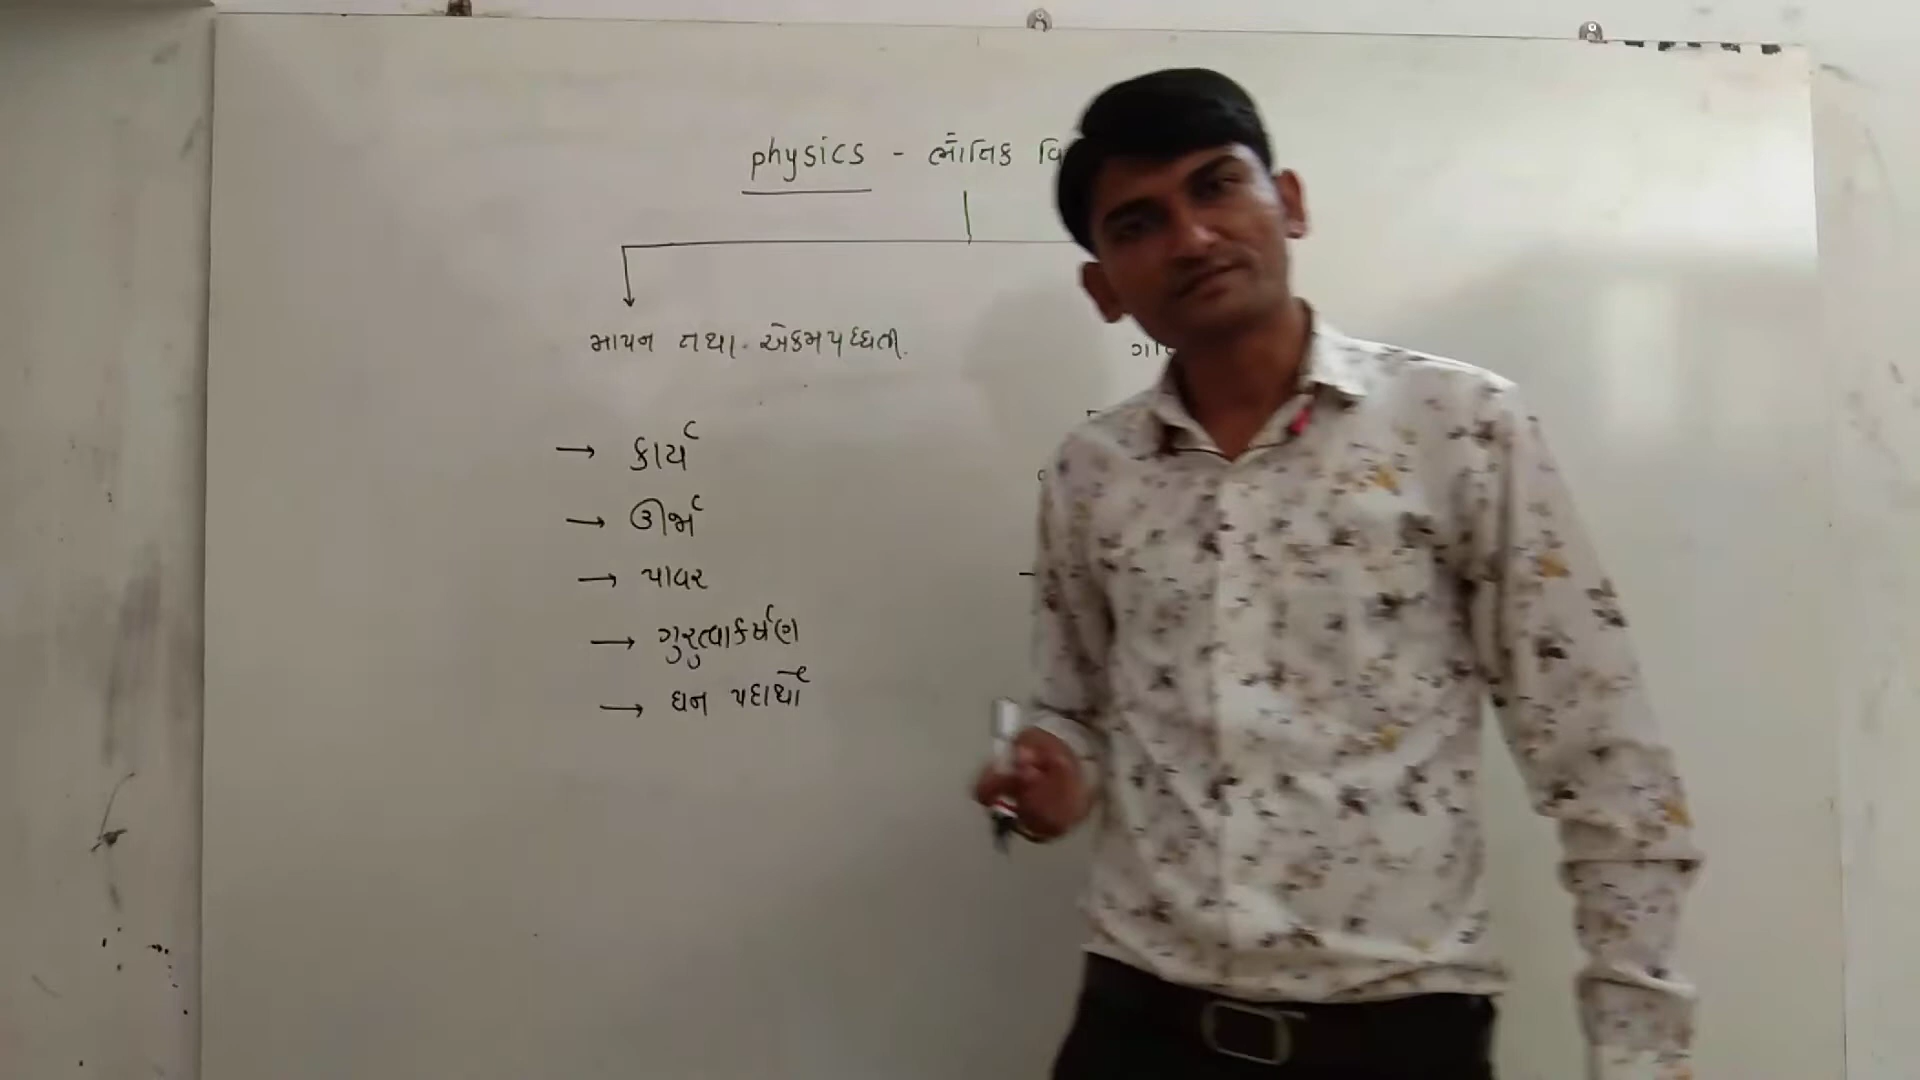 physics - ભૌતિક વિ
માપન તથા એકમપદ્ધતી.
→ કાર્ય
→ ઊર્જા
→ પાવર
→ ગુરુત્વાકર્ષણ
→ ઘન પદાર્થો